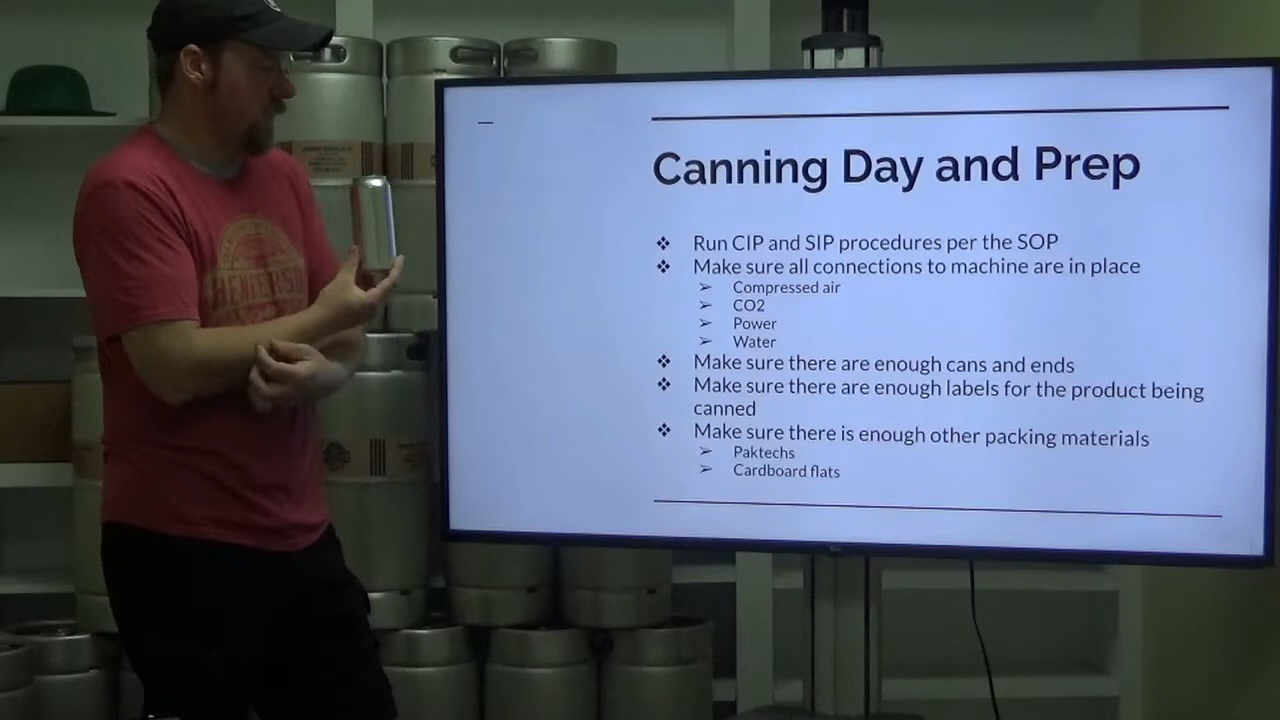 Canning Day and Prep
❖ Run CIP and SIP procedures per the SOP
❖ Make sure all connections to machine are in place
➢ Compressed air
➢ CO2
➢ Power
➢ Water
❖ Make sure there are enough cans and ends
❖ Make sure there are enough labels for the product being
canned
❖ Make sure there is enough other packing materials
➢ Paktechs
➢ Cardboard flats